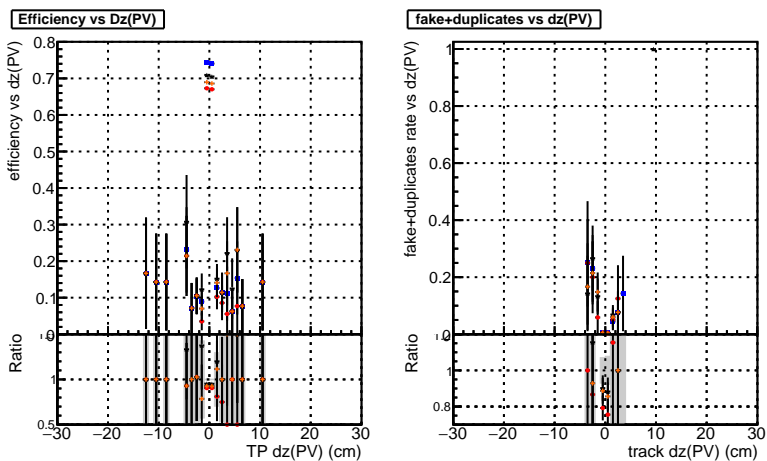 Efficiency vs Dz(PV)
efficiency vs dz(PV)
0.8
0.7
0.6
0.5
0.4
0.3
0.2
0.1
0
Ratio
1
0.5
−30 −20 −10 0 10 20 30
TP dz(PV) (cm)
fake+duplicates vs dz(PV)
fake+duplicates rate vs dz(PV)
1
0.8
0.6
0.4
0.2
Ratio
1
0.8
−30 −20 −10 0 10 20 30
track dz(PV) (cm)